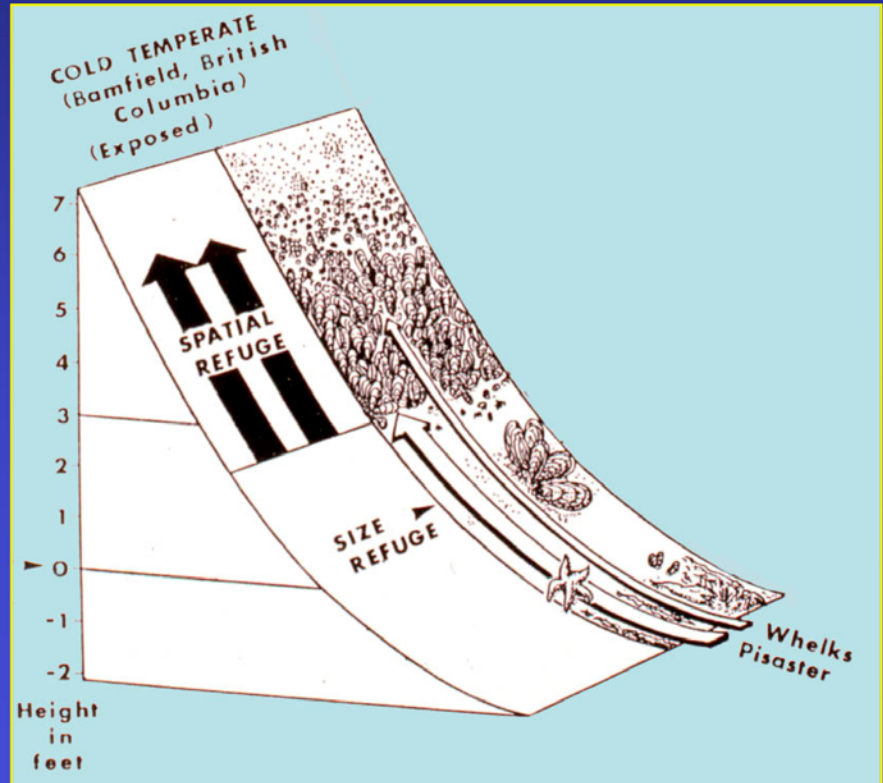 COLD TEMPERATE
(Bamfield, British
Columbia)
(Exposed)
7
6
5
4
3
2
1
0
-1
-2
Height
in
feet
SPATIAL
REFUGE
SIZE
REFUGE
Whelks
Pisaster